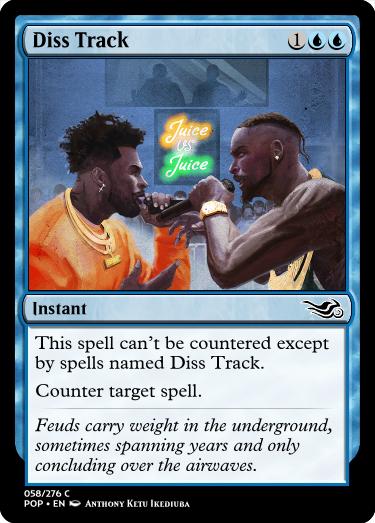 Diss Track 1
Juice
VS
Juice
Instant
This spell can't be countered except
by spells named Diss Track.
Counter target spell.
Feuds carry weight in the underground,
sometimes spanning years and only
concluding over the airwaves.
058/276 C
POP • EN Anthony Ketu Ikediuba